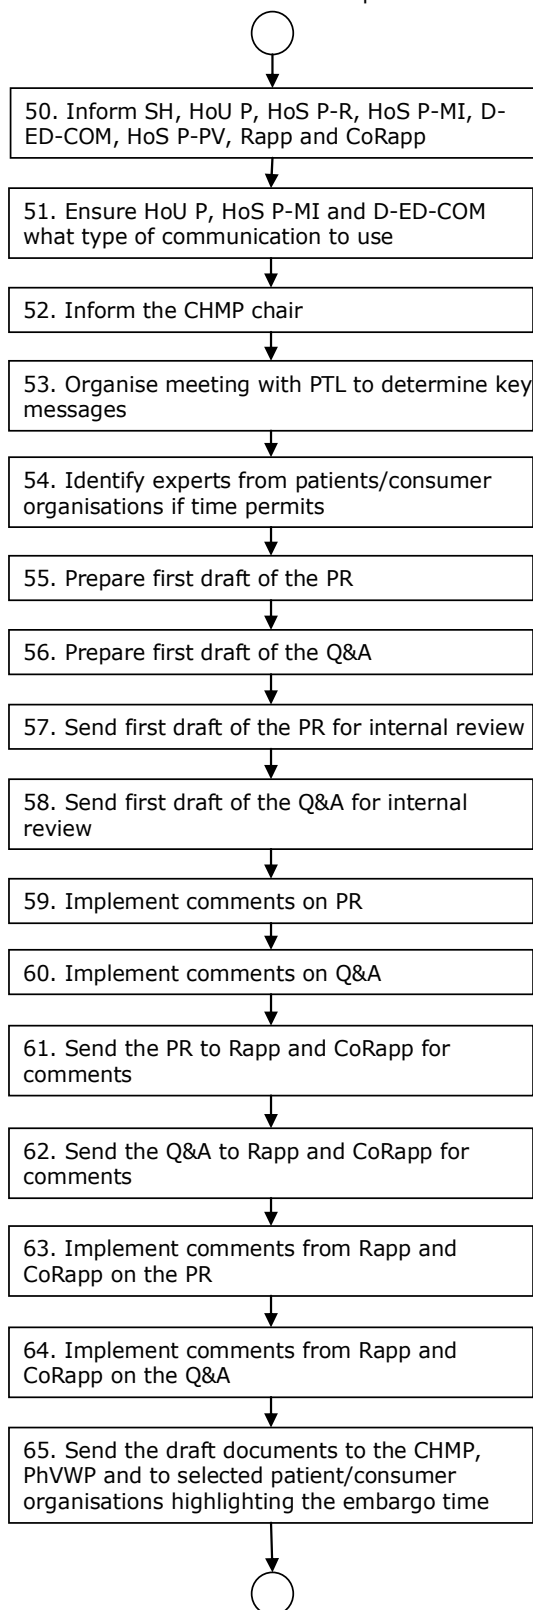 50. Inform SH, HoU P, HoS P-R, HoS P-MI, D-
ED-COM, HoS P-PV, Rapp and CoRapp
51. Ensure HoU P, HoS P-MI and D-ED-COM
what type of communication to use
52. Inform the CHMP chair
53. Organise meeting with PTL to determine key
messages
54. Identify experts from patients/consumer
organisations if time permits
55. Prepare first draft of the PR
56. Prepare first draft of the Q&A
57. Send first draft of the PR for internal review
58. Send first draft of the Q&A for internal
review
59. Implement comments on PR
60. Implement comments on Q&A
61. Send the PR to Rapp and CoRapp for
comments
62. Send the Q&A to Rapp and CoRapp for
comments
63. Implement comments from Rapp and
CoRapp on the PR
64. Implement comments from Rapp and
CoRapp on the Q&A
65. Send the draft documents to the CHMP,
PhVWP and to selected patient/consumer
organisations highlighting the embargo time